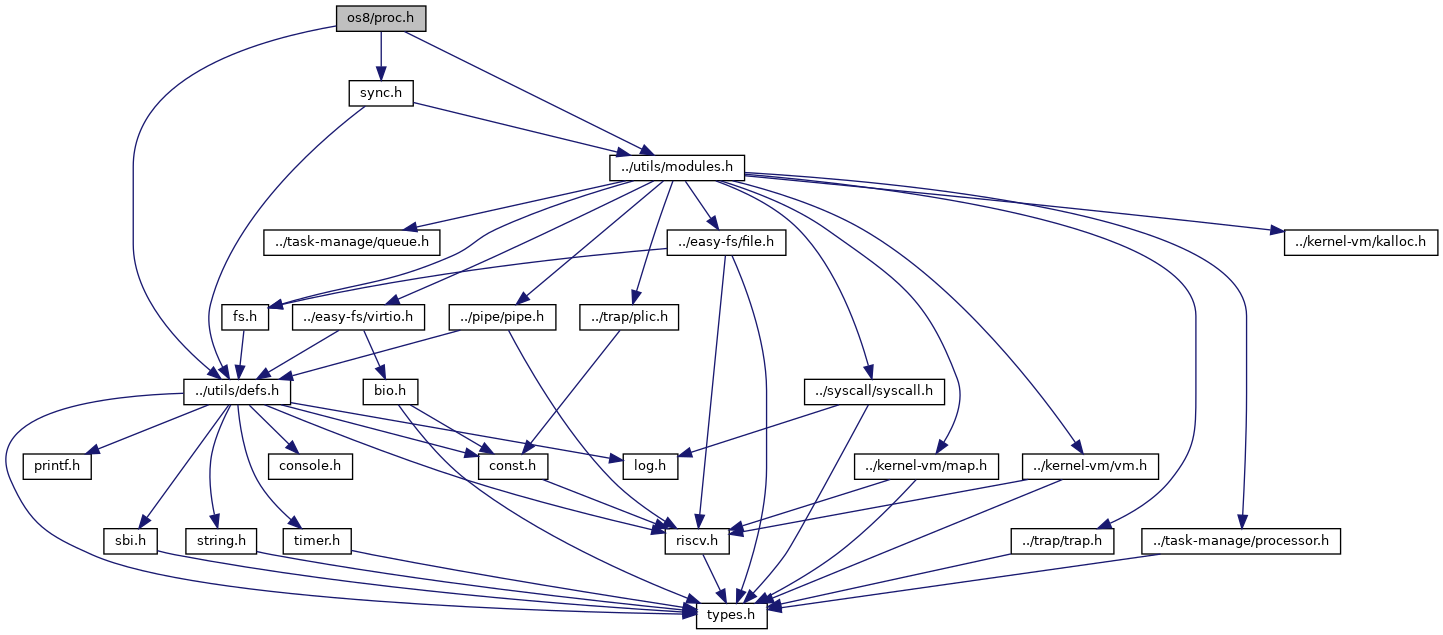 os8/proc.h
sync.h
../utils/modules.h
../task-manage/queue.h
../easy-fs/file.h
../kernel-vm/kalloc.h
fs.h
../easy-fs/virtio.h
../pipe/pipe.h
../trap/plic.h
../utils/defs.h
bio.h
../syscall/syscall.h
printf.h
console.h
const.h
log.h
../kernel-vm/map.h
../kernel-vm/vm.h
sbi.h
string.h
timer.h
riscv.h
../trap/trap.h
../task-manage/processor.h
types.h